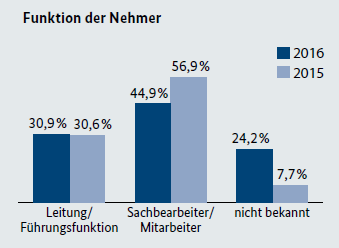 Funktion der Nehmer
2016
2015
30,9 % 30,6 %
44,9 % 56,9 %
24,2 % 7,7 %
Leitung/
Führungsfunktion
Sachbearbeiter/
Mitarbeiter
nicht bekannt